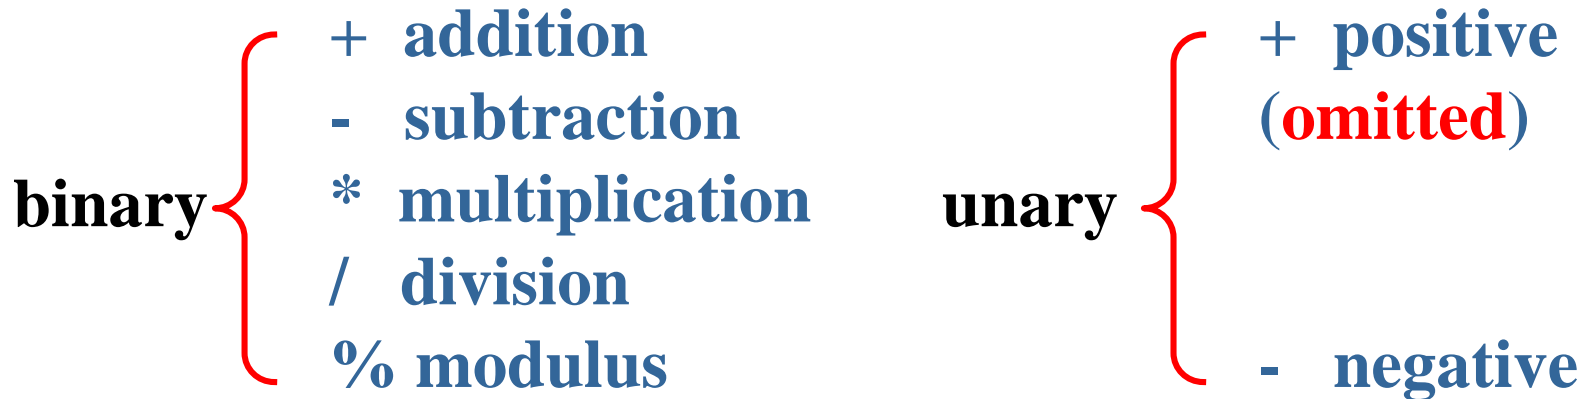 binary
+ addition
- subtraction
* multiplication
/ division
% modulus
unary
+ positive
(omitted)
- negative